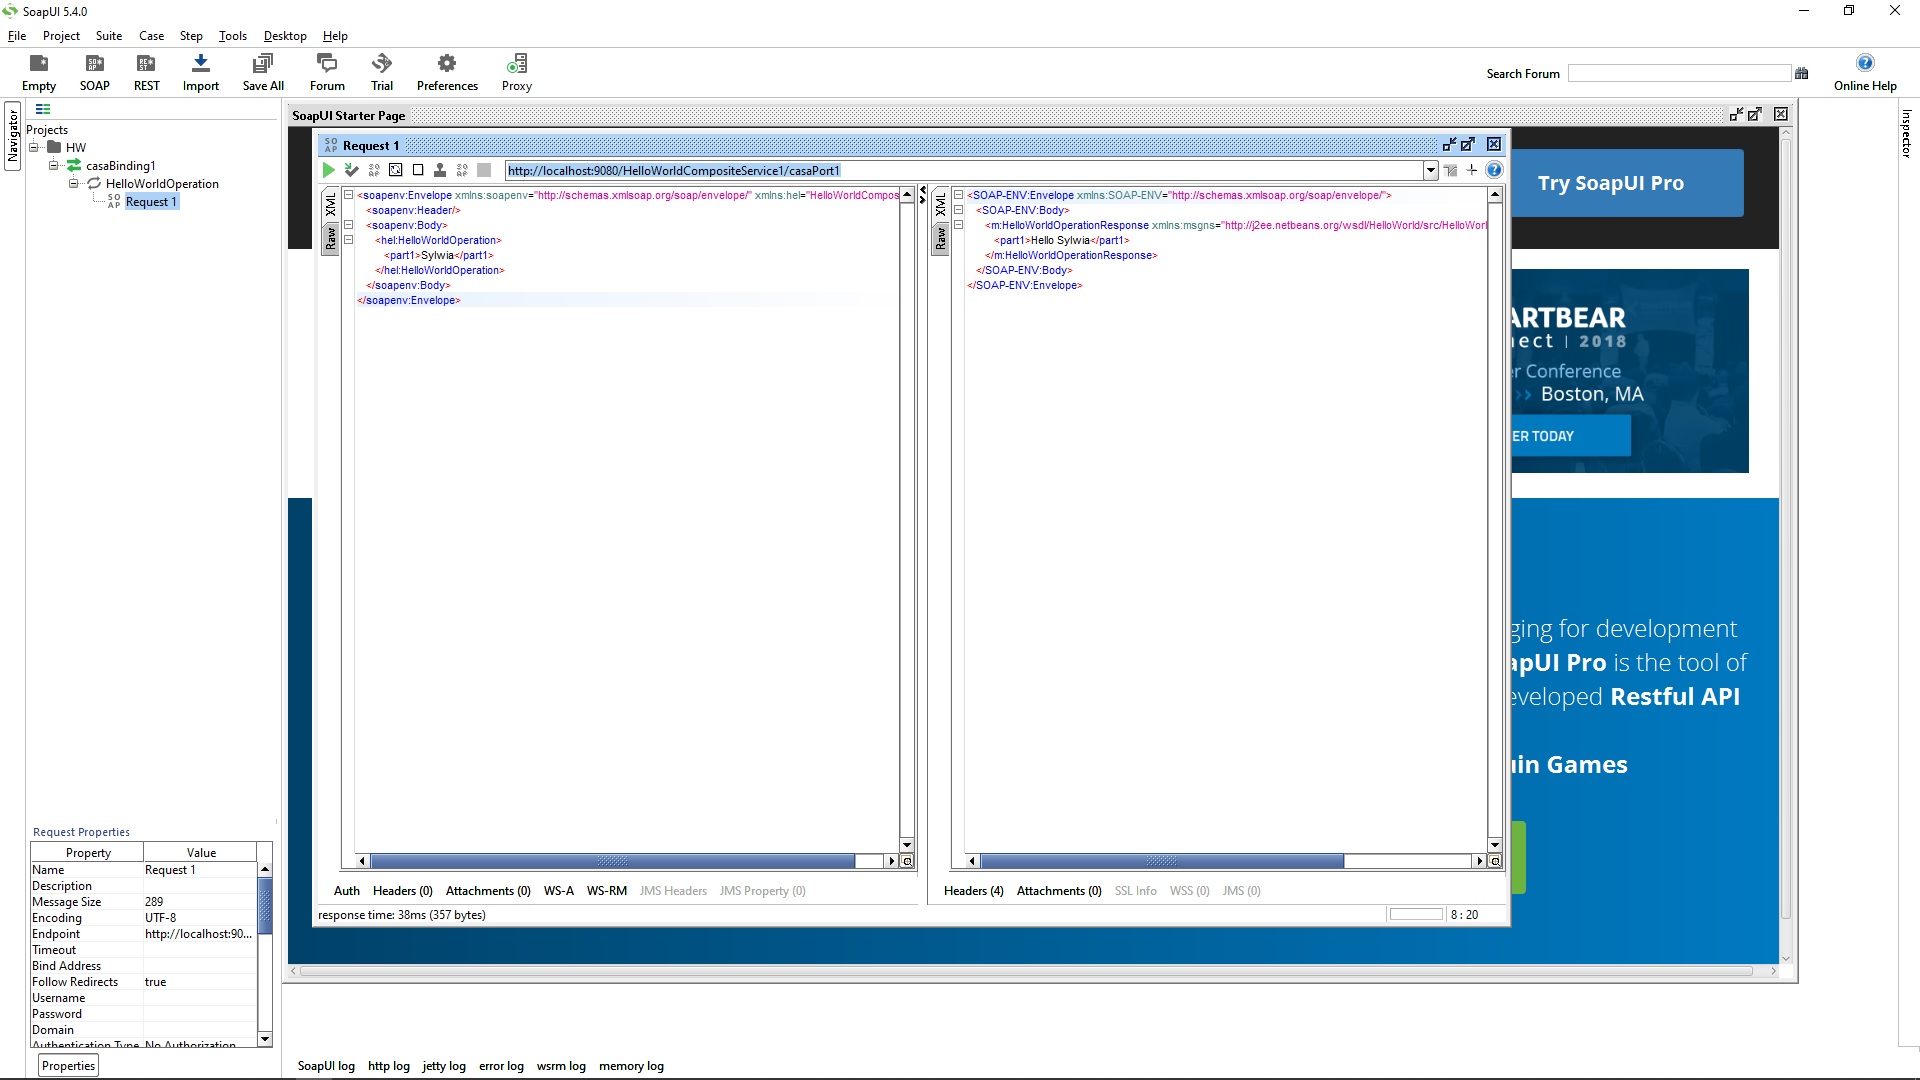 SoapUI 5.4.0
File Project Suite Case Step Tools Desktop Help
Empty SOAP REST Import Save All Forum Trial Preferences Proxy
Search Forum
Online Help
Navigator
Projects
HW
casaBinding1
HelloWorldOperation
Request 1
SoapUI Starter Page
Request 1
http://localhost:9080/HelloWorldCompositeService1/casaPort1
XML
Raw
<soapenv:Envelope xmlns:soapenv="http://schemas.xmlsoap.org/soap/envelope/" xmlns:hel="HelloWorldCompos
<soapenv:Header/>
<soapenv:Body>
<hel:HelloWorldOperation>
<part1>Sylwia</part1>
</hel:HelloWorldOperation>
</soapenv:Body>
</soapenv:Envelope>
XML
Raw
<SOAP-ENV:Envelope xmlns:SOAP-ENV="http://schemas.xmlsoap.org/soap/envelope/">
<SOAP-ENV:Body>
<m:HelloWorldOperationResponse xmlns:msgns="http://j2ee.netbeans.org/wsdl/HelloWorld/src/HelloWorl
<part1>Hello Sylwia</part1>
</m:HelloWorldOperationResponse>
</SOAP-ENV:Body>
</SOAP-ENV:Envelope>
Auth Headers (0) Attachments (0) WS-A WS-RM JMS Headers JMS Property (0)
Headers (4) Attachments (0) SSL Info WSS (0) JMS (0)
response time: 38ms (357 bytes)
8 : 20
Try SoapUI Pro
ARTBEAR
nect | 2018
r Conference
>> Boston, MA
ER TODAY
ging for development
apUI Pro is the tool of
eveloped Restful API
uin Games
Inspector
Request Properties
Property Value
Name Request 1
Description
Message Size 289
Encoding UTF-8
Endpoint http://localhost:90...
Timeout
Bind Address
Follow Redirects true
Username
Password
Domain
Authentication Type No Authorization
Properties
SoapUI log http log jetty log error log wsrm log memory log